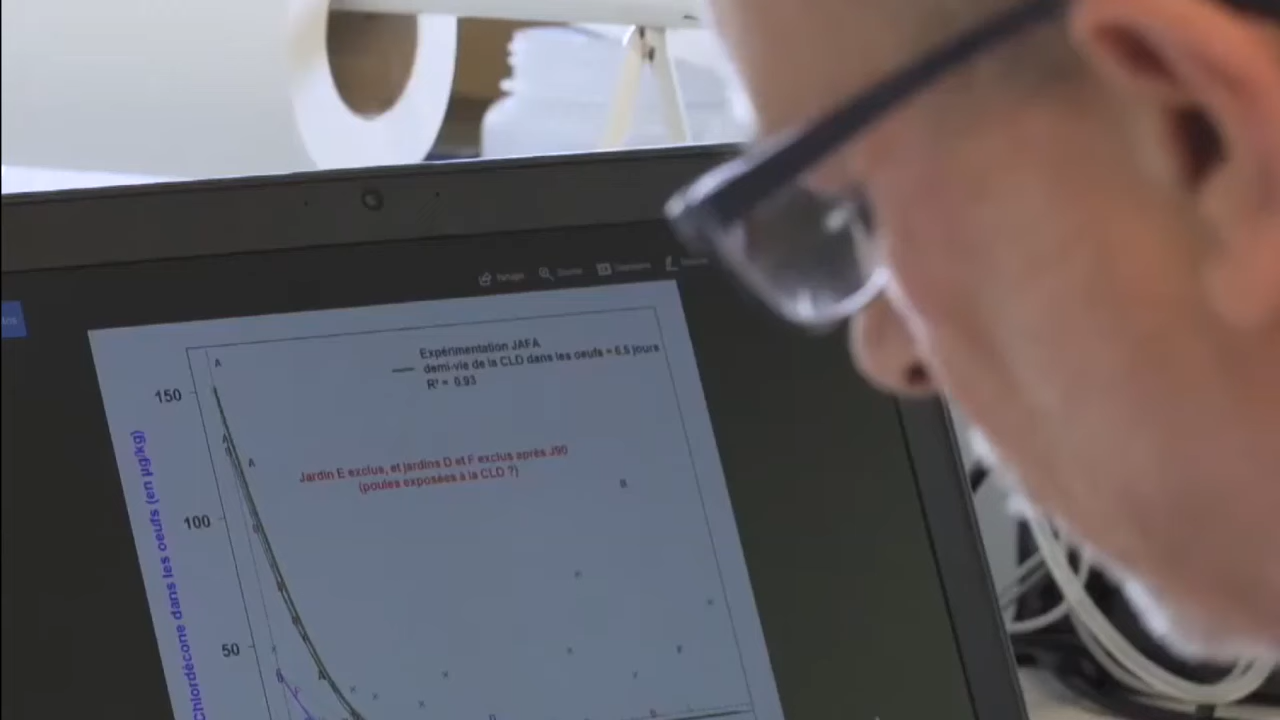 Partager
Expérimentation JAFA
demi-vie de la CLD dans les oeufs = 6.5 jours
R² = 0.93
Jardin E exclus, et jardins D et F exclus après J90
(poules exposées à la CLD ?)
150
100
50
Chlordécone dans les oeufs (en µg/kg)
A
A
A